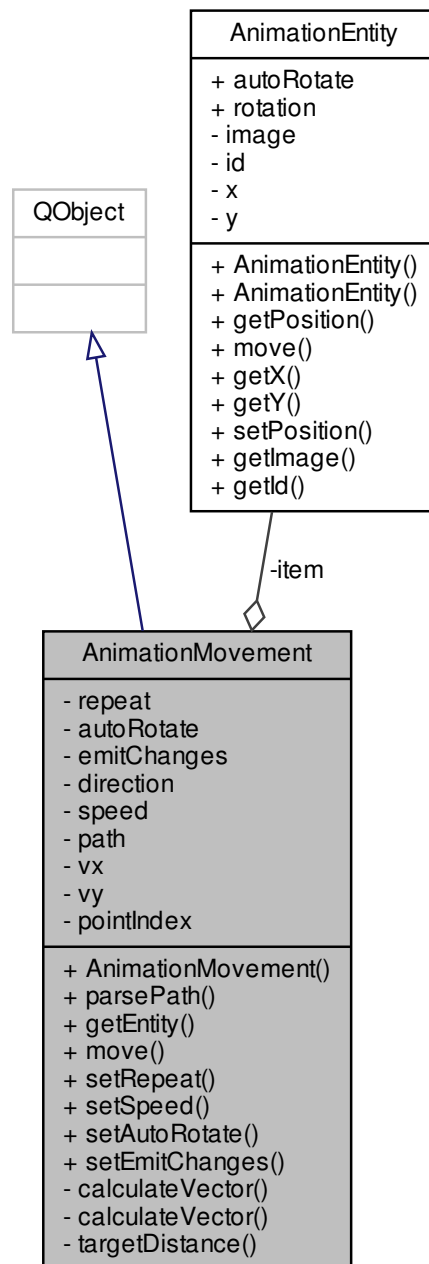 AnimationEntity
+ autoRotate
+ rotation
- image
- id
- x
- y
+ AnimationEntity()
+ AnimationEntity()
+ getPosition()
+ move()
+ getX()
+ getY()
+ setPosition()
+ getImage()
+ getId()
QObject
-item
AnimationMovement
- repeat
- autoRotate
- emitChanges
- direction
- speed
- path
- vx
- vy
- pointIndex
+ AnimationMovement()
+ parsePath()
+ getEntity()
+ move()
+ setRepeat()
+ setSpeed()
+ setAutoRotate()
+ setEmitChanges()
- calculateVector()
- calculateVector()
- targetDistance()